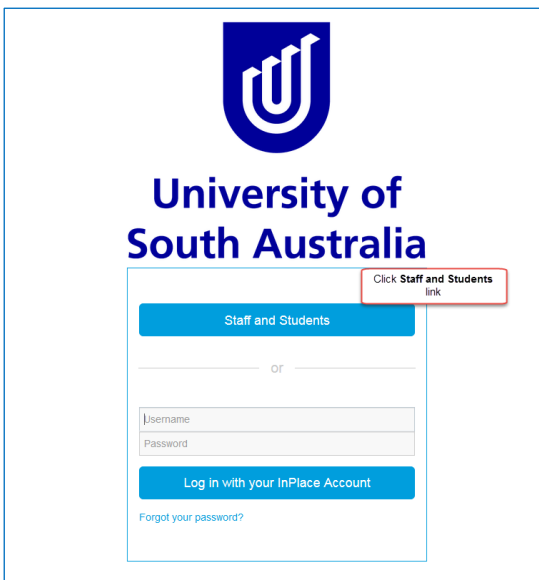 University of
South Australia
Click Staff and Students
link
Staff and Students
or
Username
Password
Log in with your InPlace Account
Forgot your password?